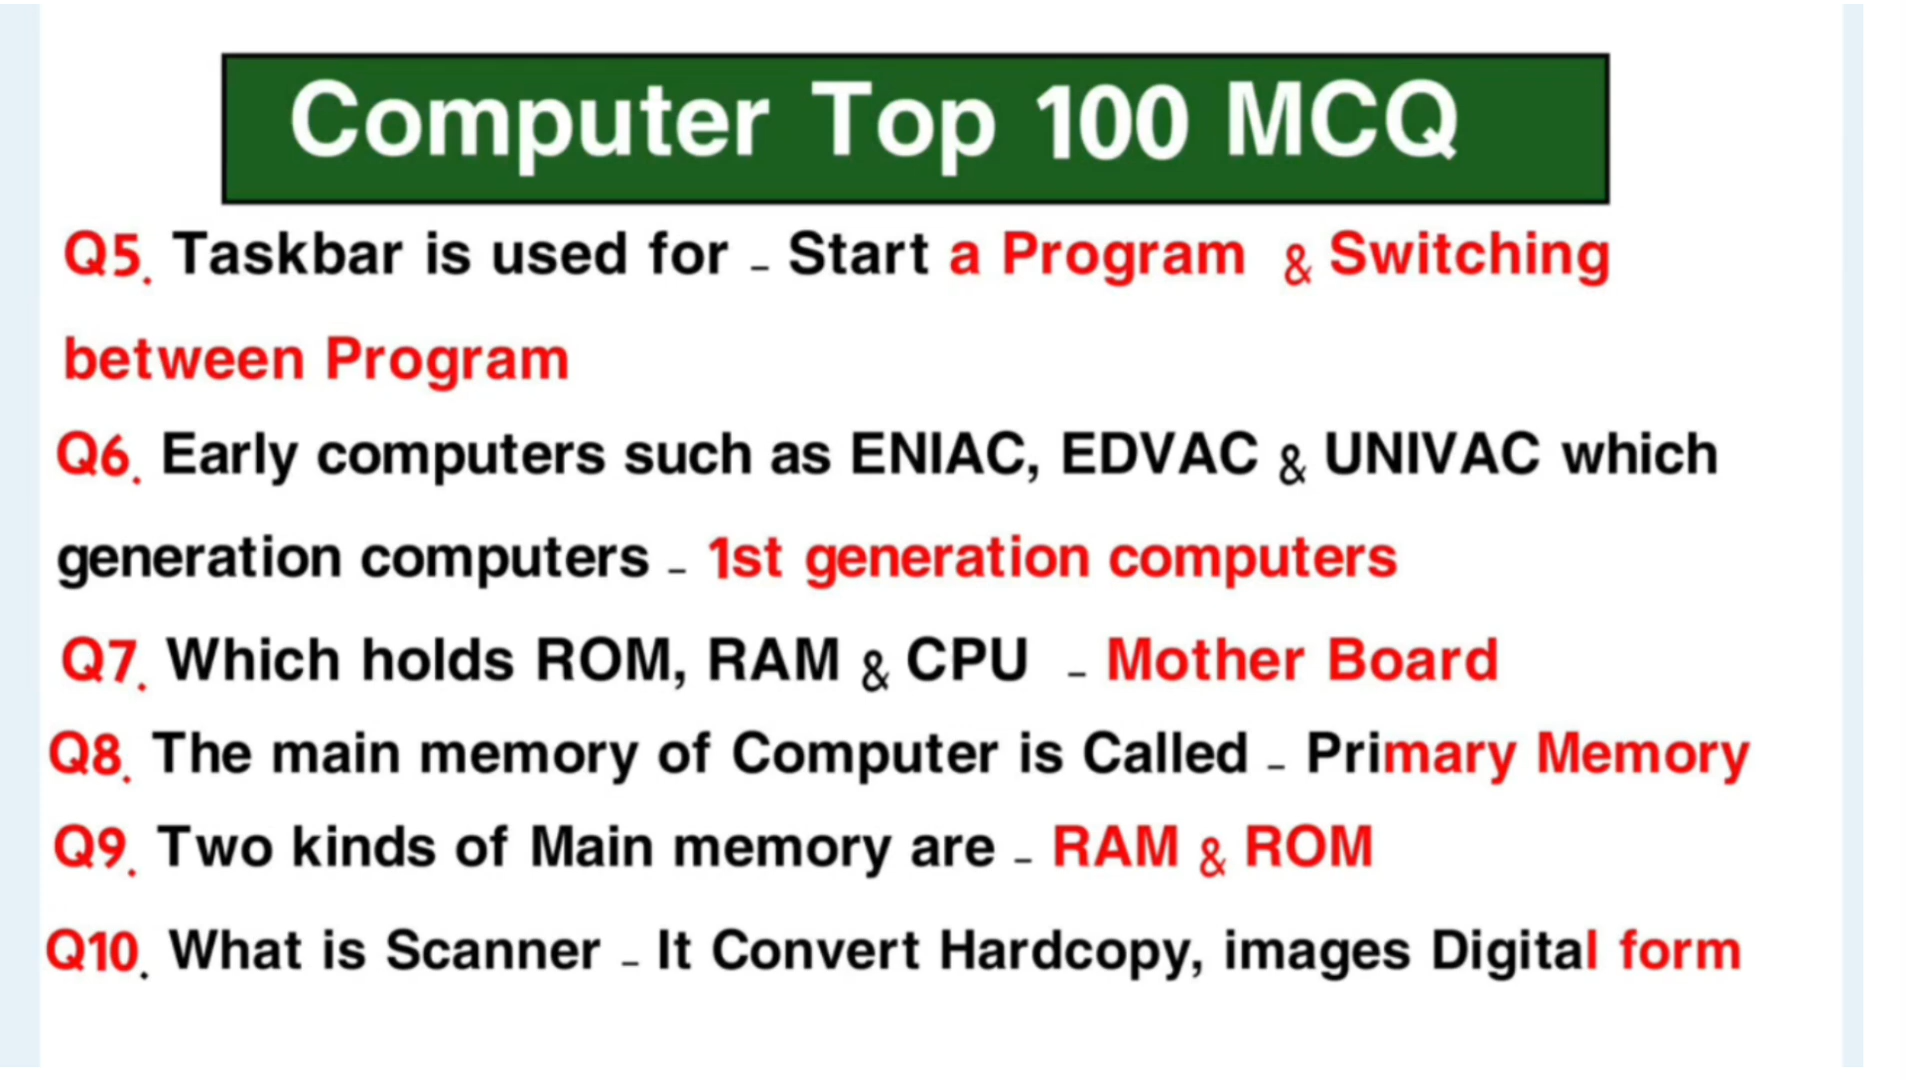 Computer Top 100 MCQ
Q5. Taskbar is used for - Start a Program & Switching
between Program
Q6. Early computers such as ENIAC, EDVAC & UNIVAC which
generation computers - 1st generation computers
Q7. Which holds ROM, RAM & CPU - Mother Board
Q8. The main memory of Computer is Called - Primary Memory
Q9. Two kinds of Main memory are - RAM & ROM
Q10. What is Scanner - It Convert Hardcopy, images Digital form